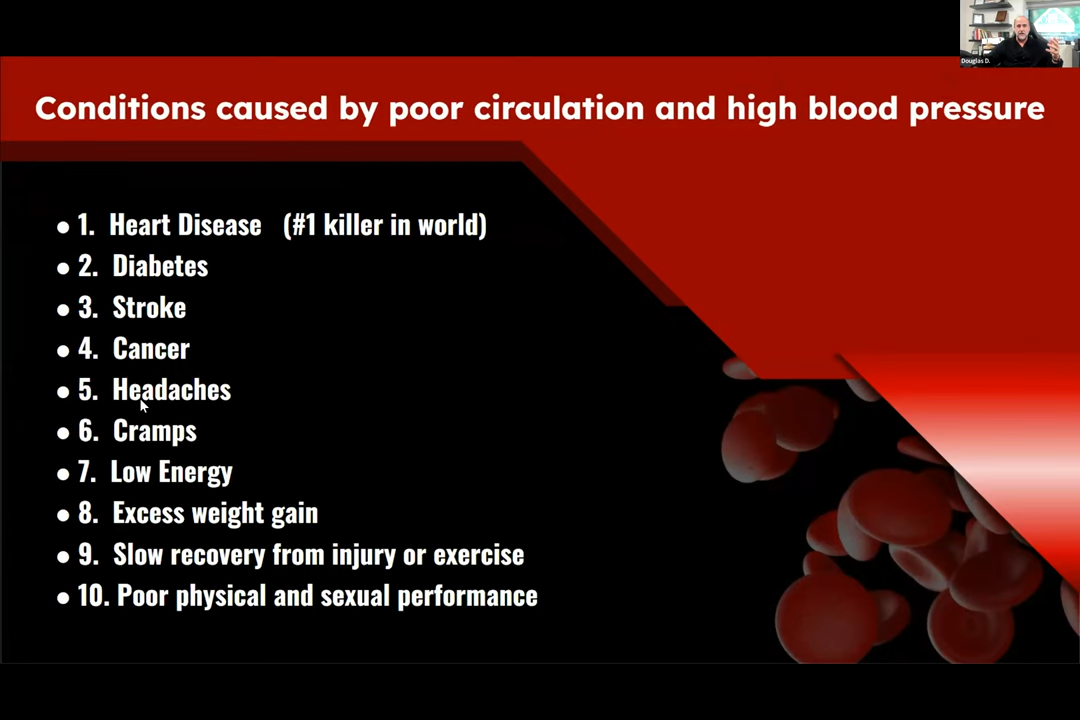 Douglas D.
Conditions caused by poor circulation and high blood pressure
● 1. Heart Disease (#1 killer in world)
● 2. Diabetes
● 3. Stroke
● 4. Cancer
● 5. Headaches
● 6. Cramps
● 7. Low Energy
● 8. Excess weight gain
● 9. Slow recovery from injury or exercise
● 10. Poor physical and sexual performance